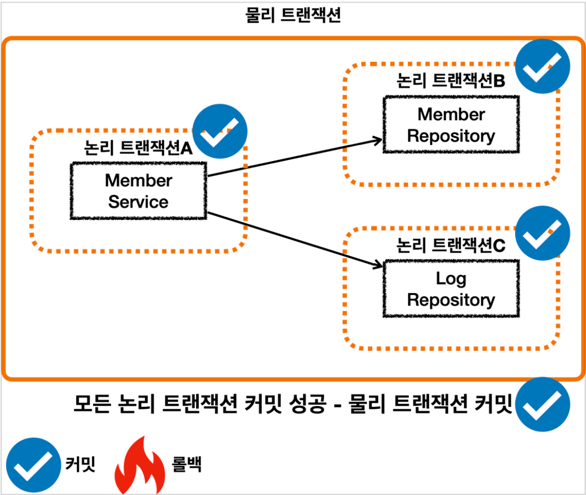 물리 트랜잭션
논리 트랜잭션A
Member
Service
논리 트랜잭션B
Member
Repository
논리 트랜잭션C
Log
Repository
모든 논리 트랜잭션 커밋 성공 - 물리 트랜잭션 커밋
커밋
롤백